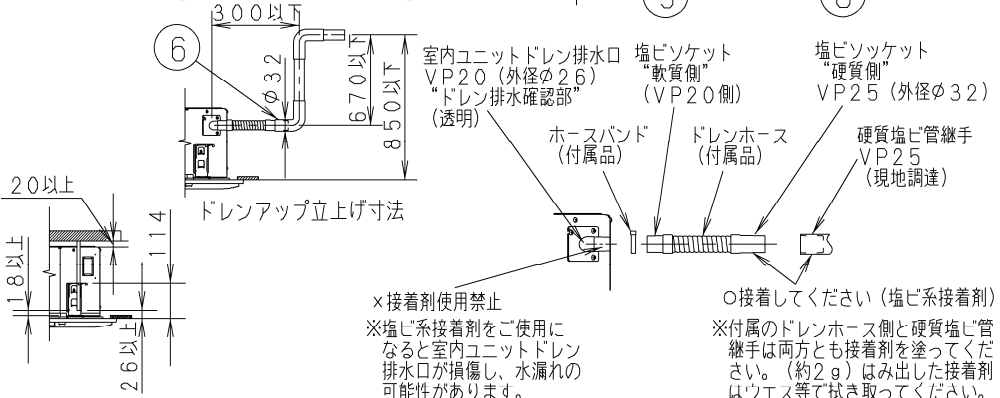 300以下
6
φ32
670以下
850以下
ドレンアップ立上げ寸法
20以上
114
18以上
26以上
室内ユニットドレン排水口
VP20（外径φ26）
“ドレン排水確認部”
（透明）
塩ビソケット
“軟質側”
（VP20側）
塩ビソッケット
“硬質側”
VP25（外径φ32）
ホースバンド
（付属品）
ドレンホース
（付属品）
硬質塩ビ管継手
VP25
（現地調達）
×接着剤使用禁止
※塩ビ系接着剤をご使用に
なると室内ユニットドレン
排水口が損傷し、水漏れの
可能性があります。
○接着してください（塩ビ系接着剤）
※付属のドレンホース側と硬質塩ビ管
継手は両方とも接着剤を塗ってくだ
さい。（約2g）はみ出した接着剤
はウエス等で拭き取ってください。